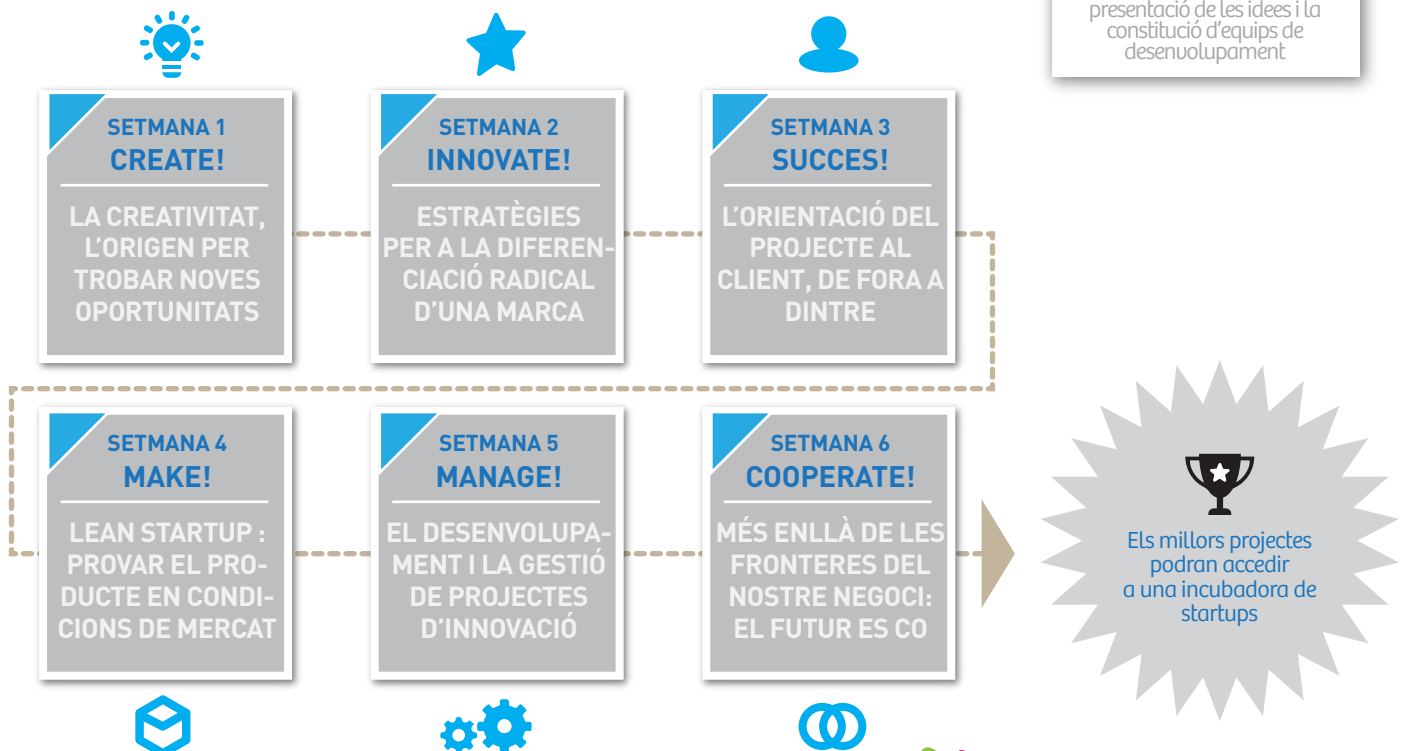 presentació de les idees i la
constitució d'equips de
desenvolupament
SETMANA 1
CREATE!
LA CREATIVITAT,
L'ORIGEN PER
TROBAR NOVES
OPORTUNITATS
SETMANA 2
INNOVATE!
ESTRATÈGIES
PER A LA DIFEREN-
CIACIÓ RADICAL
D'UNA MARCA
SETMANA 3
SUCCES!
L'ORIENTACIÓ DEL
PROJECTE AL
CLIENT, DE FORA A
DINTRE
SETMANA 4
MAKE!
LEAN STARTUP :
PROVAR EL PRO-
DUCTE EN CONDI-
CIONS DE MERCAT
SETMANA 5
MANAGE!
EL DESENVOLUPA-
MENT I LA GESTIÓ
DE PROJECTES
D'INNOVACIÓ
SETMANA 6
COOPERATE!
MÉS ENLLÀ DE LES
FRONTERES DEL
NOSTRE NEGOCI:
EL FUTUR ES CO
Els millors projectes
podran accedir
a una incubadora de
startups